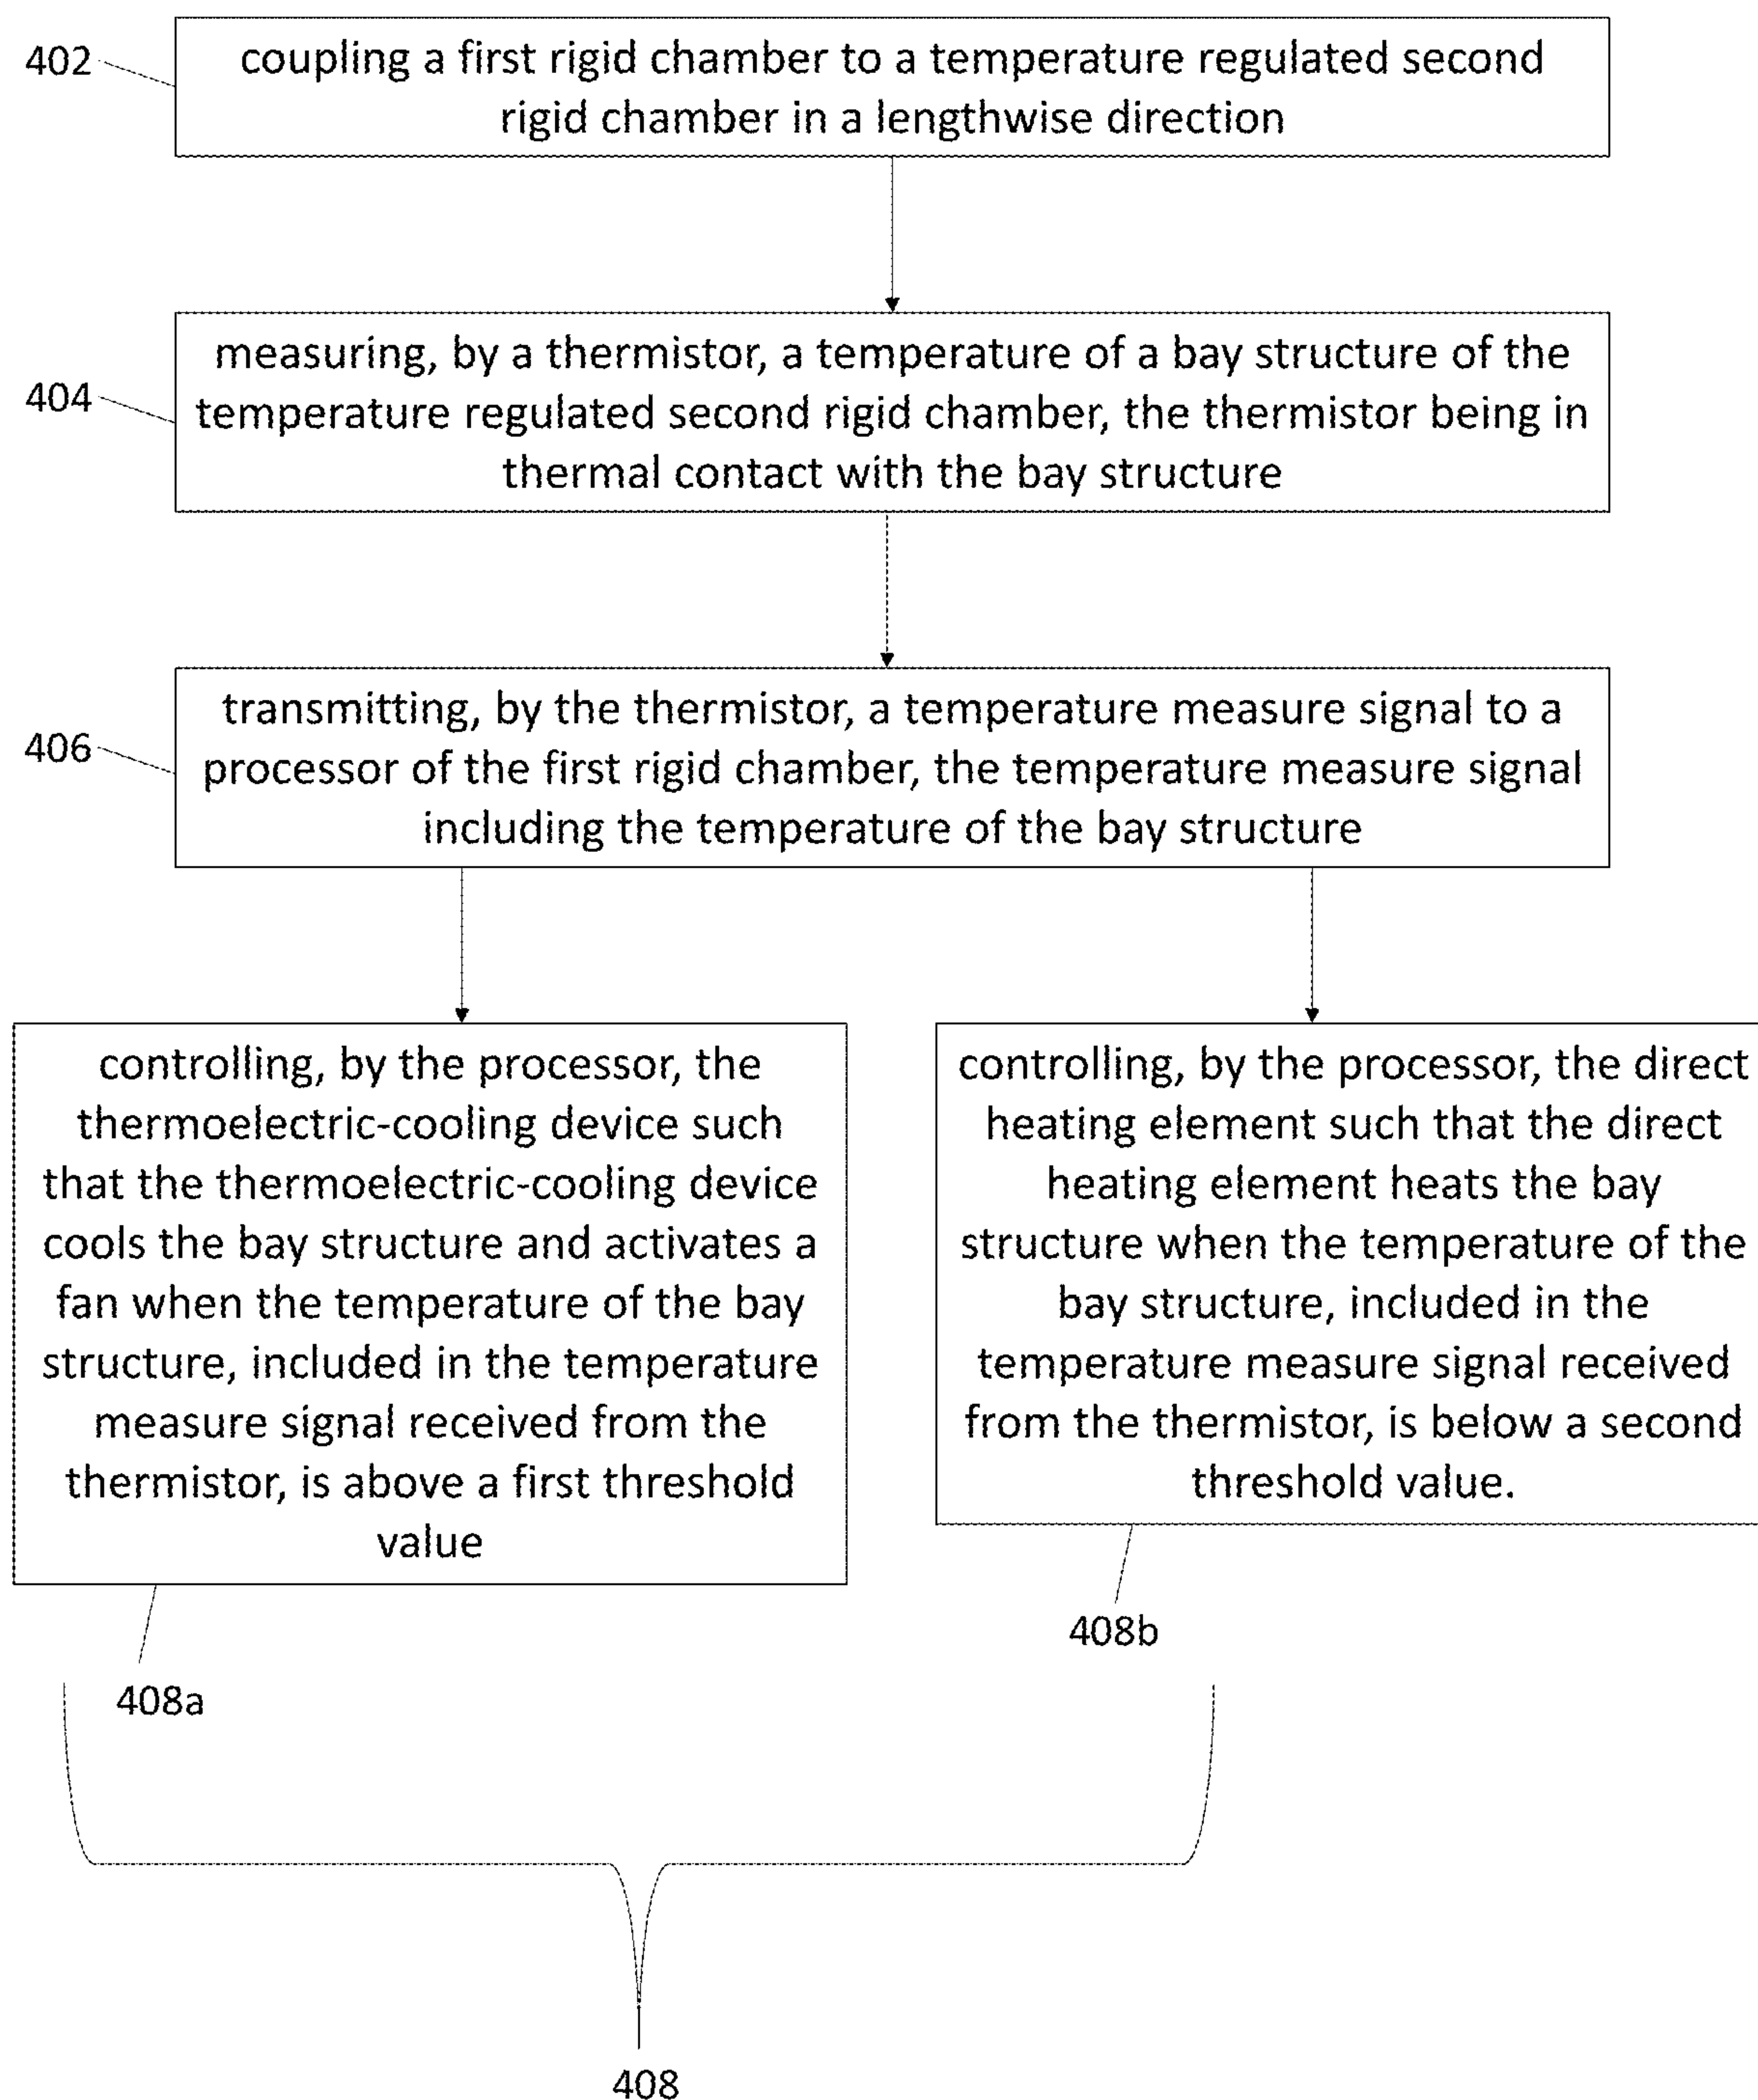 402
coupling a first rigid chamber to a temperature regulated second
rigid chamber in a lengthwise direction
404
measuring, by a thermistor, a temperature of a bay structure of the
temperature regulated second rigid chamber, the thermistor being in
thermal contact with the bay structure
406
transmitting, by the thermistor, a temperature measure signal to a
processor of the first rigid chamber, the temperature measure signal
including the temperature of the bay structure
controlling, by the processor, the
thermoelectric-cooling device such
that the thermoelectric-cooling device
cools the bay structure and activates a
fan when the temperature of the bay
structure, included in the temperature
measure signal received from the
thermistor, is above a first threshold
value
408a
controlling, by the processor, the direct
heating element such that the direct
heating element heats the bay
structure when the temperature of the
bay structure, included in the
temperature measure signal received
from the thermistor, is below a second
threshold value.
408b
408